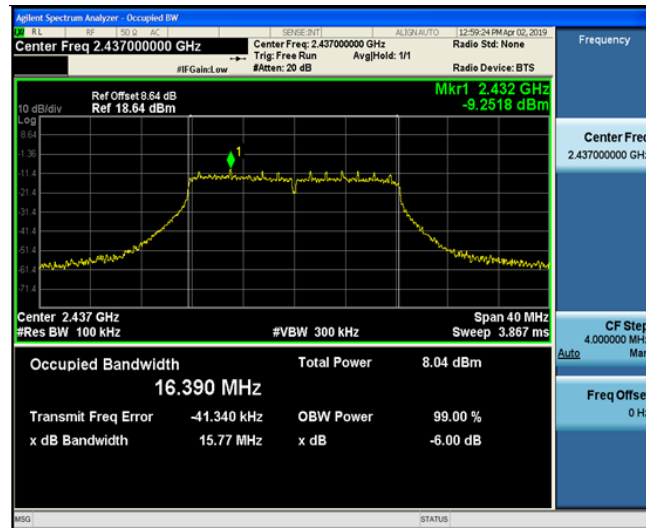 Agilent Spectrum Analyzer - Occupied BW
RL RF 50 Ω AC SENSE:INT ALIGN AUTO 12:59:24 PM Apr 02, 2019
Center Freq 2.437000000 GHz
Center Freq: 2.437000000 GHz
Radio Std: None
Trig: Free Run Avg|Hold: 1/1
#IFGain:Low #Atten: 20 dB
Radio Device: BTS
Frequency
Ref Offset 8.64 dB
10 dB/div Ref 18.64 dBm
Mkr1 2.432 GHz
-9.2518 dBm
Log
8.64
-1.36
-11.4
-21.4
-31.4
-41.4
-51.4
-61.4
-71.4
1
Center 2.437 GHz
Span 40 MHz
#Res BW 100 kHz
#VBW 300 kHz
Sweep 3.867 ms
Occupied Bandwidth
16.390 MHz
Total Power 8.04 dBm
Transmit Freq Error -41.340 kHz
OBW Power 99.00 %
x dB Bandwidth 15.77 MHz
x dB -6.00 dB
Center Freq
2.437000000 GHz
CF Step
4.000000 MHz
Auto Man
Freq Offset
0 Hz
MSG
STATUS